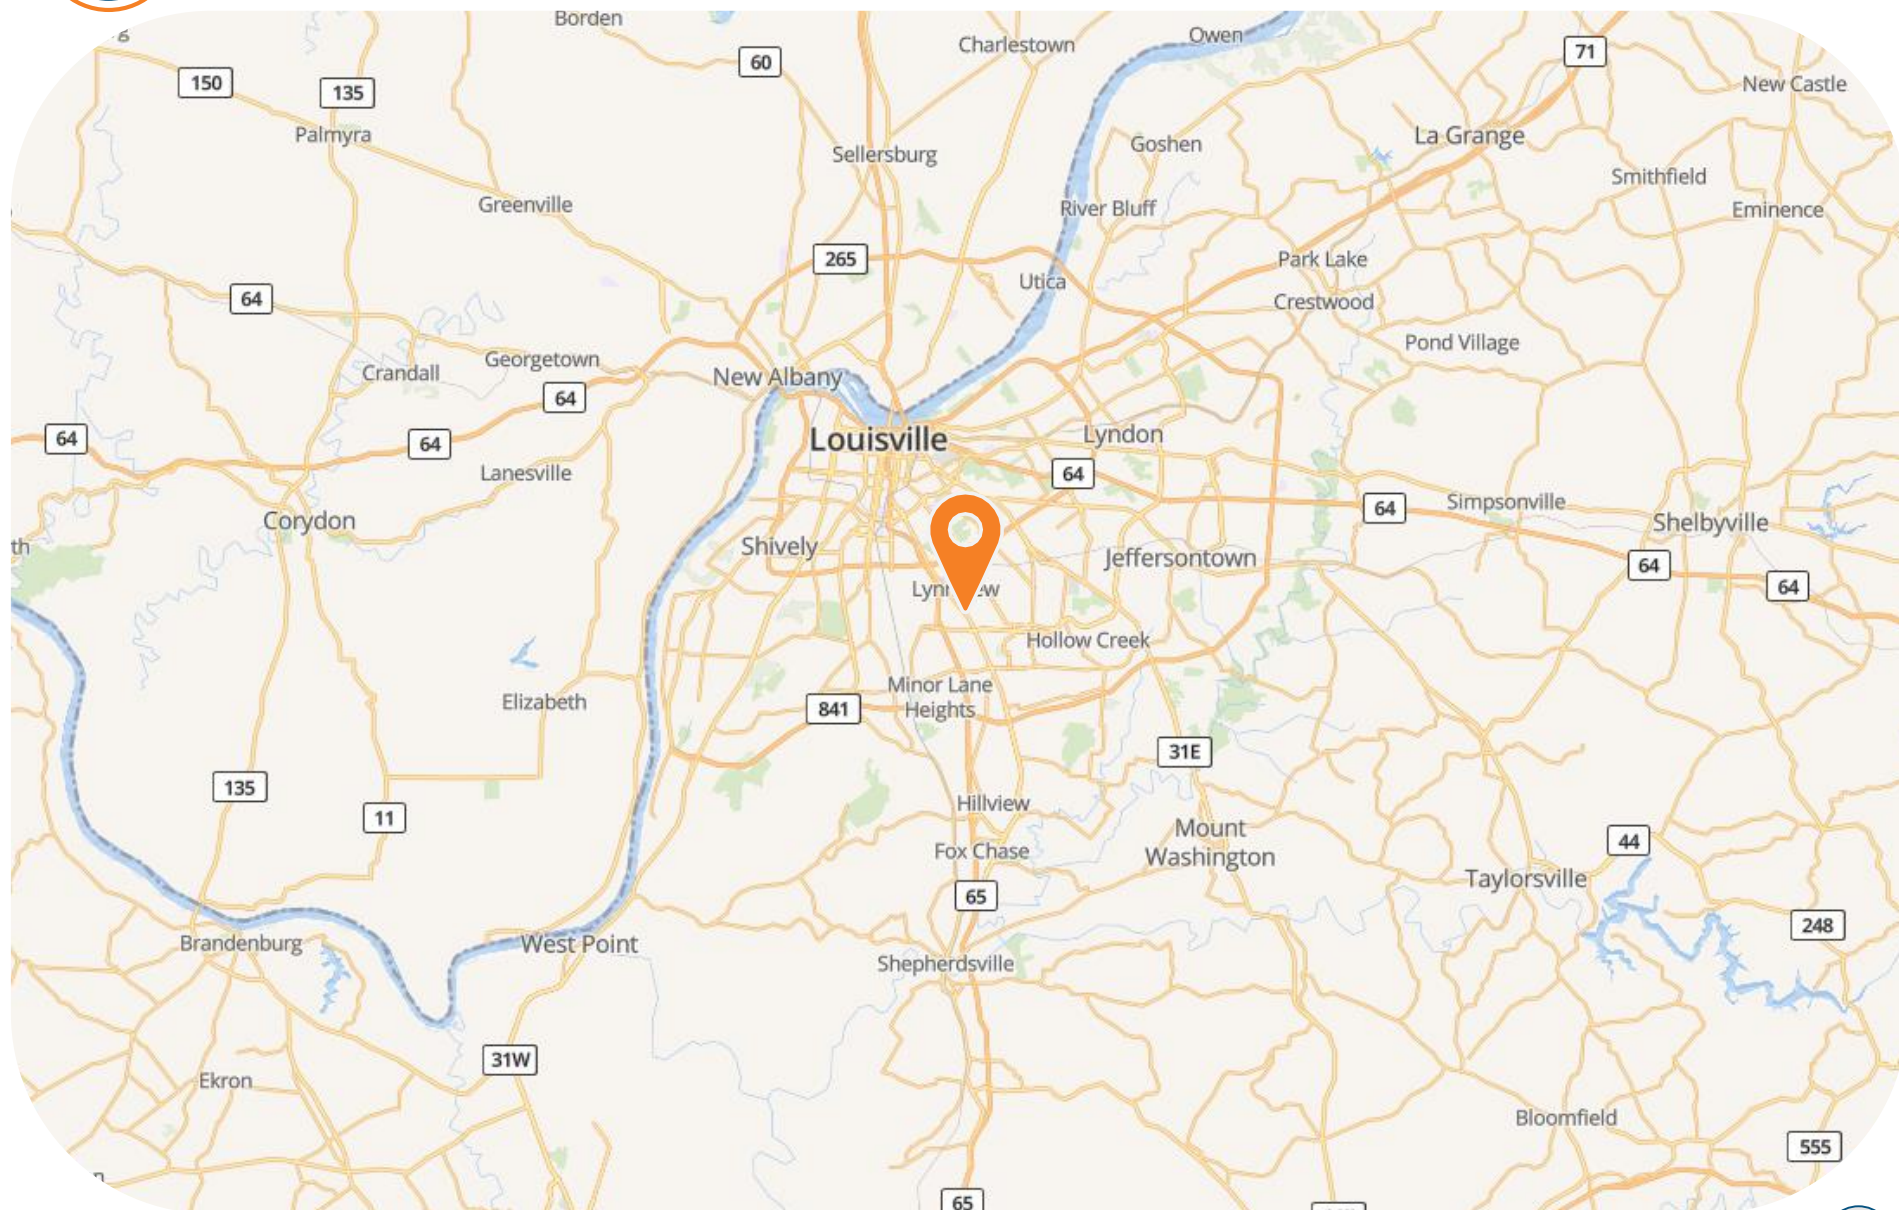 Borden
Owen
Charlestown
71
60
150
135
New Castle
Palmyra
La Grange
Goshen
Sellersburg
Smithfield
Greenville
River Bluff
Eminence
265
Park Lake
Utica
64
Crestwood
Pond Village
Georgetown
Crandall
New Albany
64
Louisville
Lyndon
64
64
Lanesville
64
Simpsonville
64
Corydon
Shelbyville
Shively
th
Jeffersontown
64
64
Hollow Creek
Minor Lane
Heights
Elizabeth
841
31E
135
Hillview
11
Mount
Washington
44
Fox Chase
Taylorsville
65
248
Brandenburg
West Point
Shepherdsville
31W
Ekron
Bloomfield
555
65